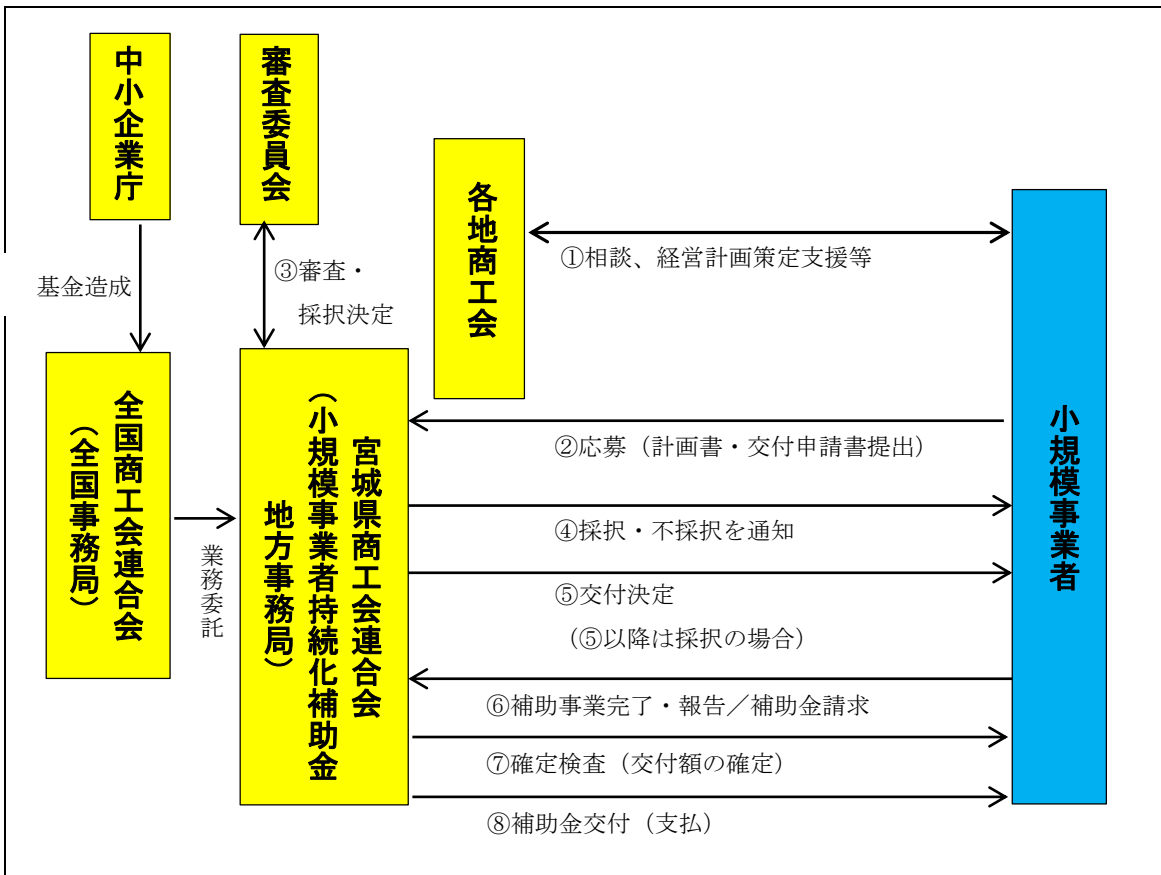 中小企業庁
審査委員会
各地商工会
①相談、経営計画策定支援等
③審査・
採択決定
基金造成
全国商工会連合会
（全国事務局）
業務委託
宮城県商工会連合会
（小規模事業者持続化補助金
地方事務局）
小規模事業者
②応募（計画書・交付申請書提出）
④採択・不採択を通知
⑤交付決定
（⑤以降は採択の場合）
⑥補助事業完了・報告／補助金請求
⑦確定検査（交付額の確定）
⑧補助金交付（支払）